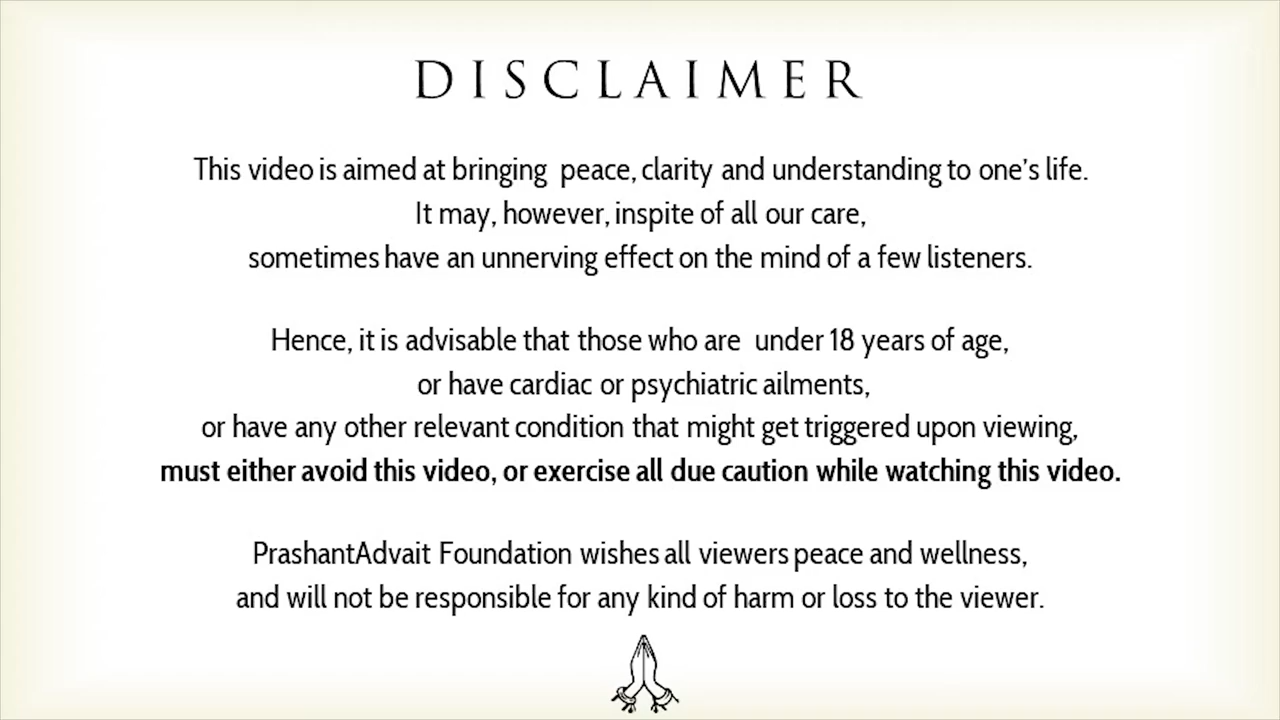 DISCLAIMER
This video is aimed at bringing peace, clarity and understanding to one's life.
It may, however, inspite of all our care,
sometimes have an unnerving effect on the mind of a few listeners.
Hence, it is advisable that those who are under 18 years of age,
or have cardiac or psychiatric ailments,
or have any other relevant condition that might get triggered upon viewing,
must either avoid this video, or exercise all due caution while watching this video.
PrashantAdvait Foundation wishes all viewers peace and wellness,
and will not be responsible for any kind of harm or loss to the viewer.